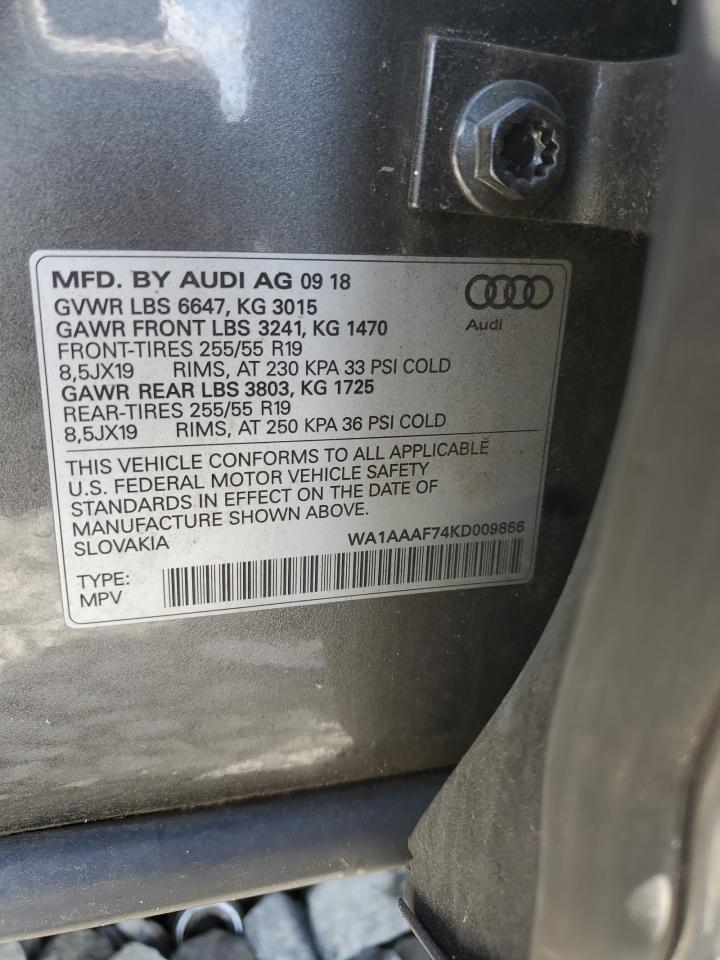 MFD. BY AUDI AG 09 18
GVWR LBS 6647, KG 3015
GAWR FRONT LBS 3241, KG 1470
FRONT-TIRES 255/55 R19
8,5JX19 RIMS, AT 230 KPA 33 PSI COLD
GAWR REAR LBS 3803, KG 1725
REAR-TIRES 255/55 R19
8,5JX19 RIMS, AT 250 KPA 36 PSI COLD
Audi
THIS VEHICLE CONFORMS TO ALL APPLICABLE
U.S. FEDERAL MOTOR VEHICLE SAFETY
STANDARDS IN EFFECT ON THE DATE OF
MANUFACTURE SHOWN ABOVE.
SLOVAKIA WA1AAAF74KD009866
TYPE:
MPV